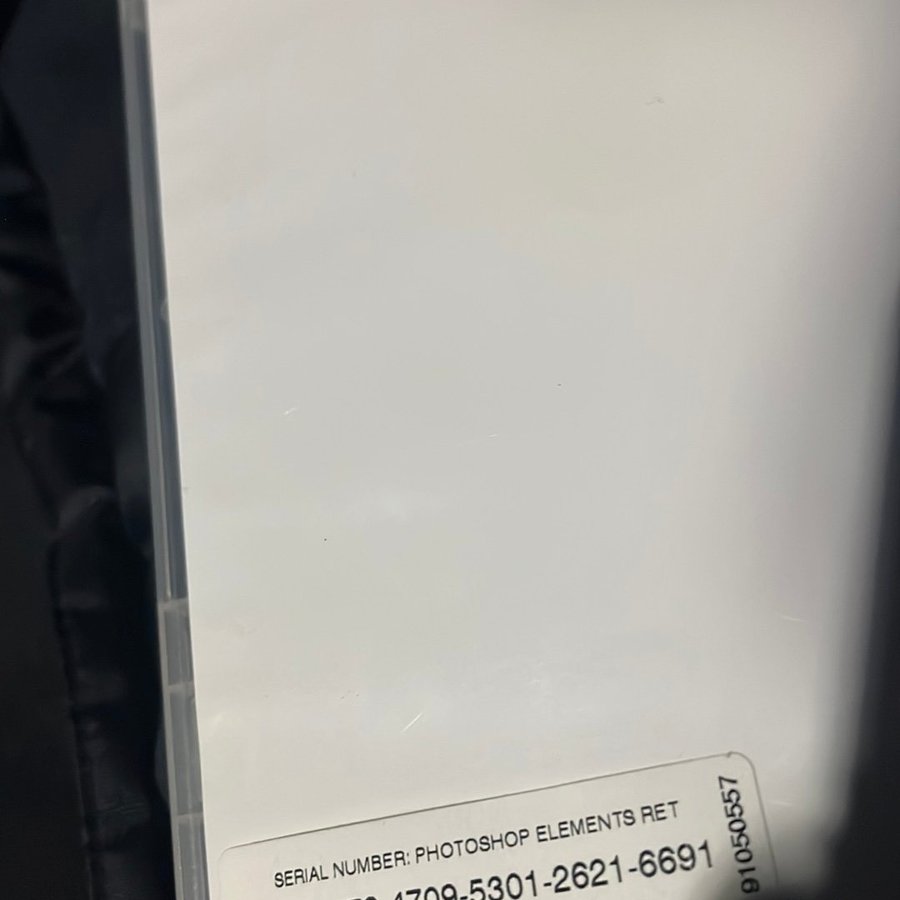 SERIAL NUMBER: PHOTOSHOP ELEMENTS RET
4709-5301-2621-6691
91050557